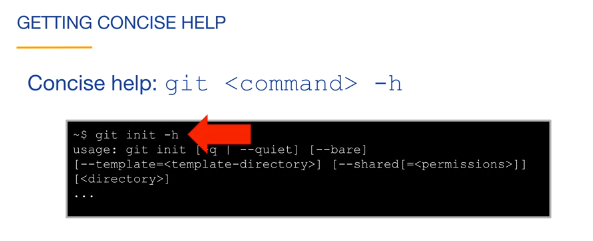 GETTING CONCISE HELP
Concise help: git <command> -h
~$ git init -h
usage: git init [ q | --quiet] [--bare]
[--template=<template-directory>] [--shared[=<permissions>]]
[<directory>]
...